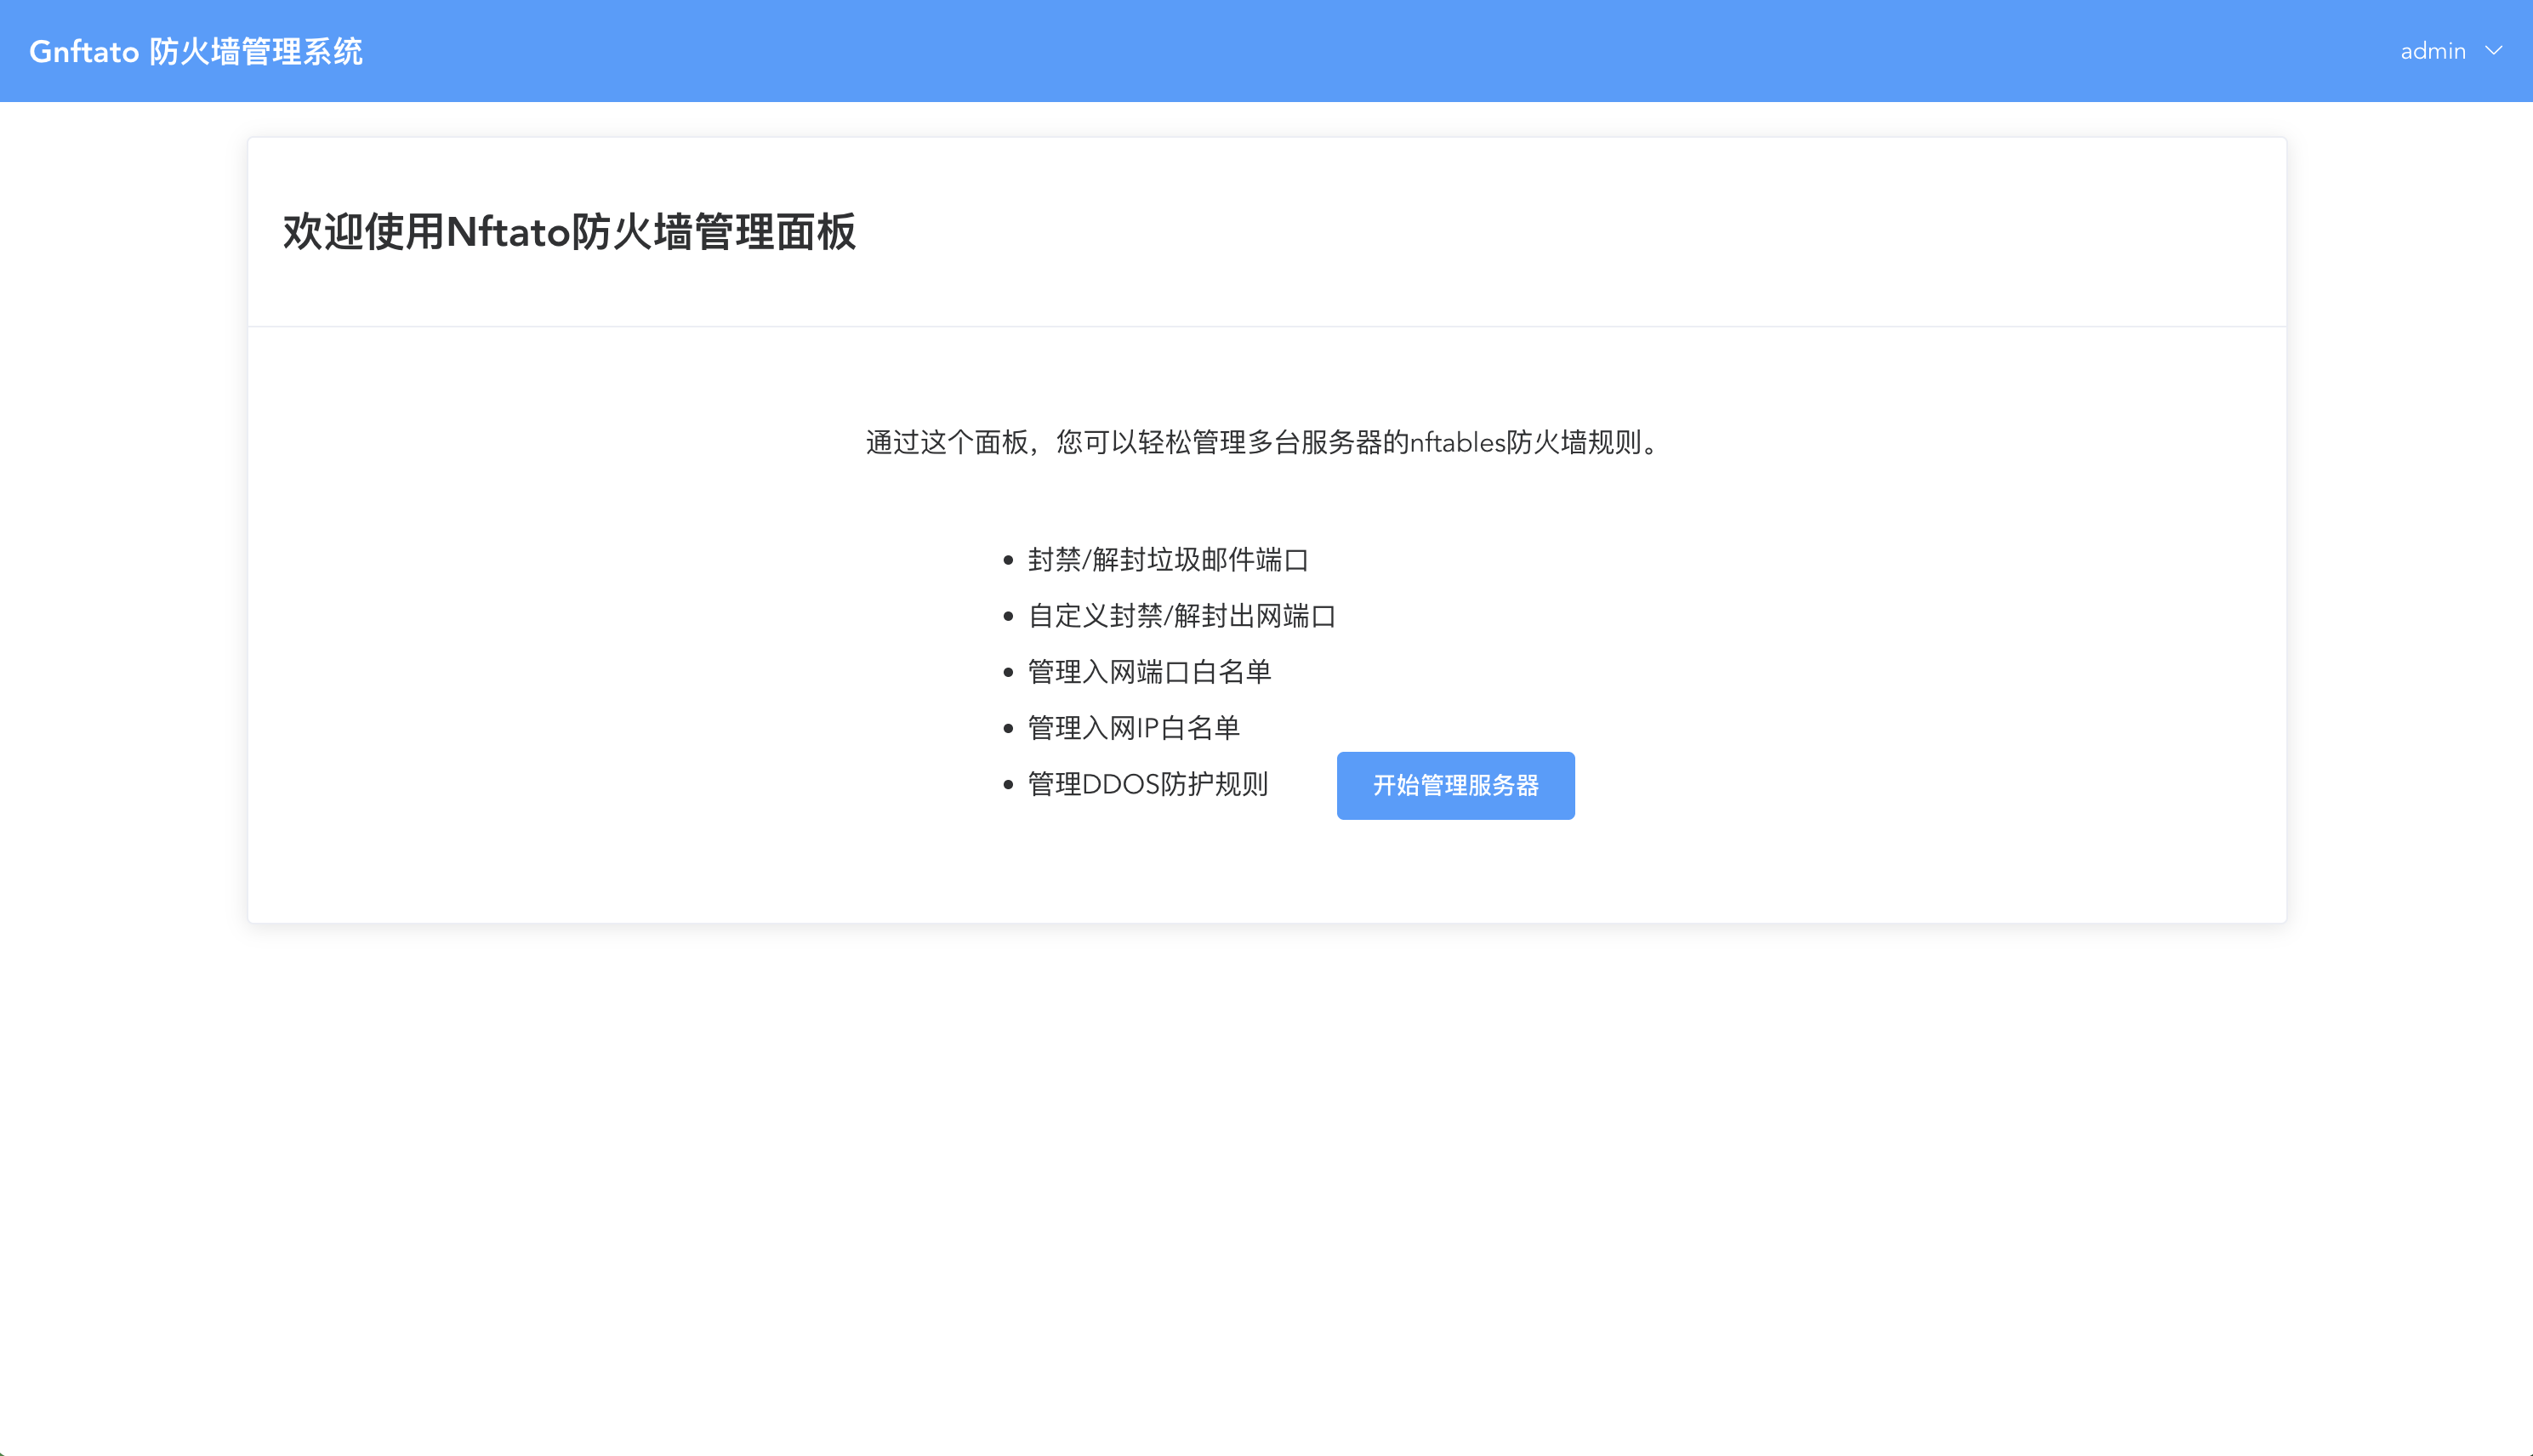 Gnftato 防火墙管理系统
admin
欢迎使用Nftato防火墙管理面板
通过这个面板，您可以轻松管理多台服务器的nftables防火墙规则。
封禁/解封垃圾邮件端口
自定义封禁/解封出网端口
管理入网端口白名单
管理入网IP白名单
管理DDOS防护规则
开始管理服务器